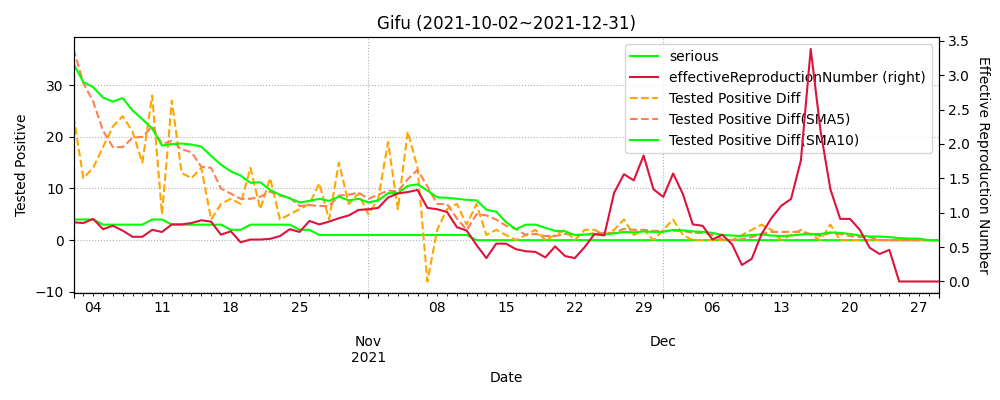 Gifu (2021-10-02~2021-12-31)
serious
effectiveReproductionNumber (right)
Tested Positive Diff
Tested Positive Diff(SMA5)
Tested Positive Diff(SMA10)
Tested Positive
30
20
10
0
−10
3.5
3.0
2.5
2.0
1.5
1.0
0.5
0.0
Effective Reproduction Number
04 11 18 25 08 15 22 29 06 13 20 27
Nov Dec
2021
Date